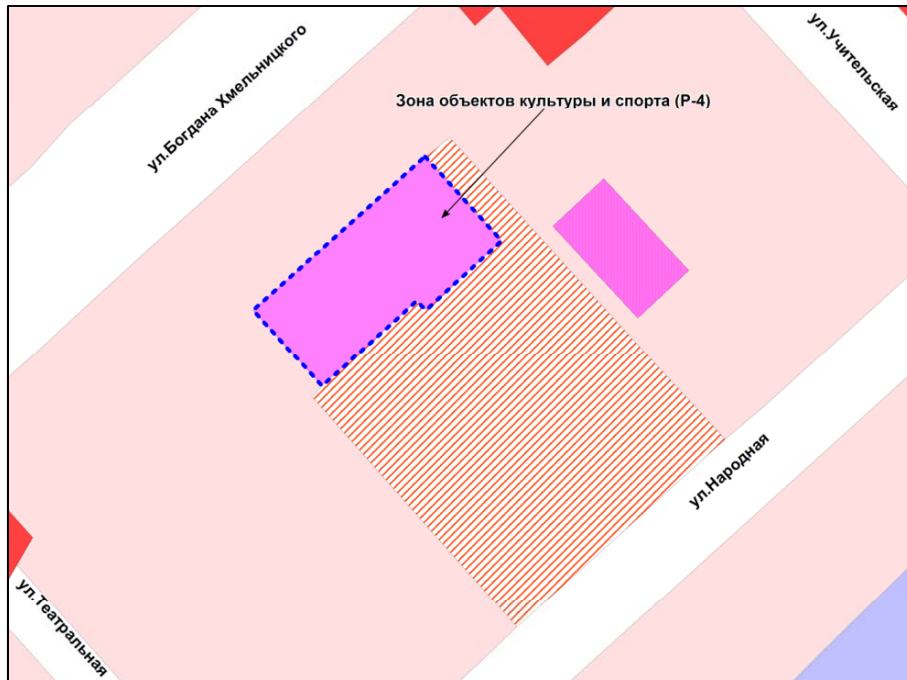 ул.Учительская
ул.Богдана Хмельницкого
Зона объектов культуры и спорта (Р-4)
ул.Народная
ул.Театральная